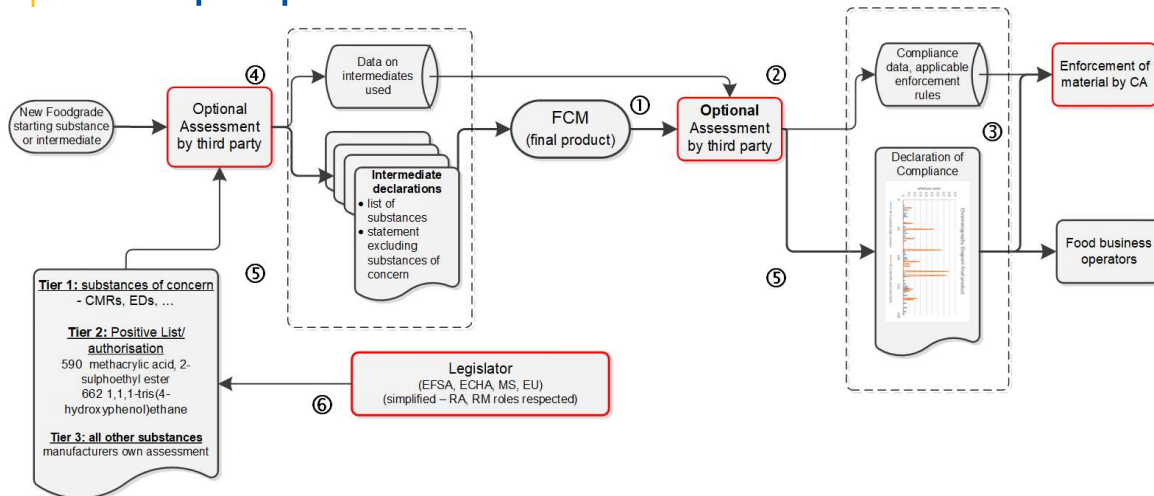 ④
②
①
③
⑤
⑤
⑥
New Foodgrade
starting substance
or intermediate
Optional
Assessment
by third party
Data on
intermediates
used
Intermediate
declarations
• list of
substances
• statement
excluding
substances of
concern
FCM
(final product)
Optional
Assessment
by third party
Compliance
data, applicable
enforcement
rules
Enforcement of
material by CA
Declaration of
Compliance
Chromatography Diagram final product
Food business
operators
Tier 1: substances of concern
- CMRs, EDs, ...
Tier 2: Positive List/
authorisation
590 methacrylic acid, 2-
sulphoethyl ester
662 1,1,1-tris(4-
hydroxyphenol)ethane
Tier 3: all other substances
manufacturers own assessment
Legislator
(EFSA, ECHA, MS, EU)
(simplified – RA, RM roles respected)